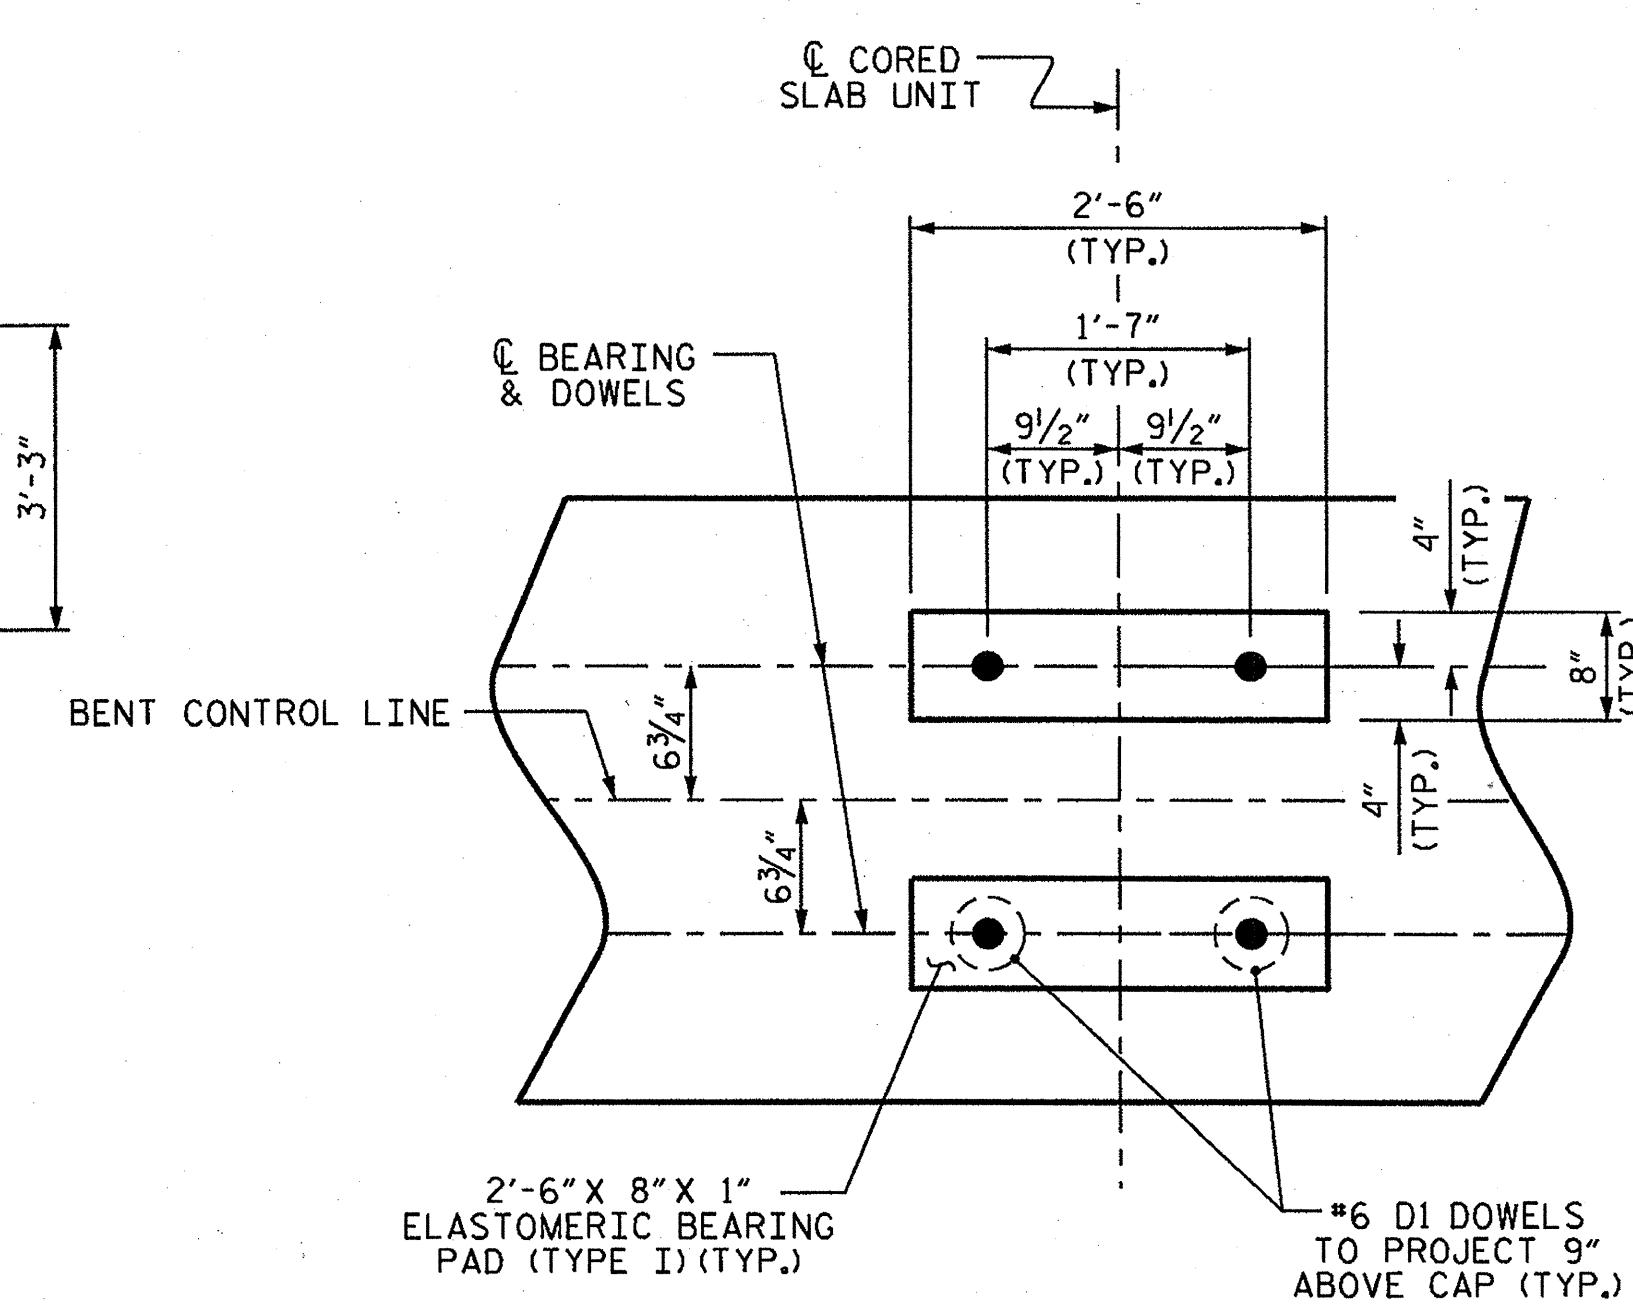 ℄ CORED
SLAB UNIT
2'-6"
(TYP.)
1'-7"
(TYP.)
℄ BEARING
& DOWELS
9½" 9½"
(TYP.) (TYP.)
3'-3"
4"
(TYP.)
8"
(TYP.)
BENT CONTROL LINE
6¾"
4"
(TYP.)
6¾"
2'-6" X 8" X 1"
ELASTOMERIC BEARING
PAD (TYPE I) (TYP.)
#6 D1 DOWELS
TO PROJECT 9"
ABOVE CAP (TYP.)